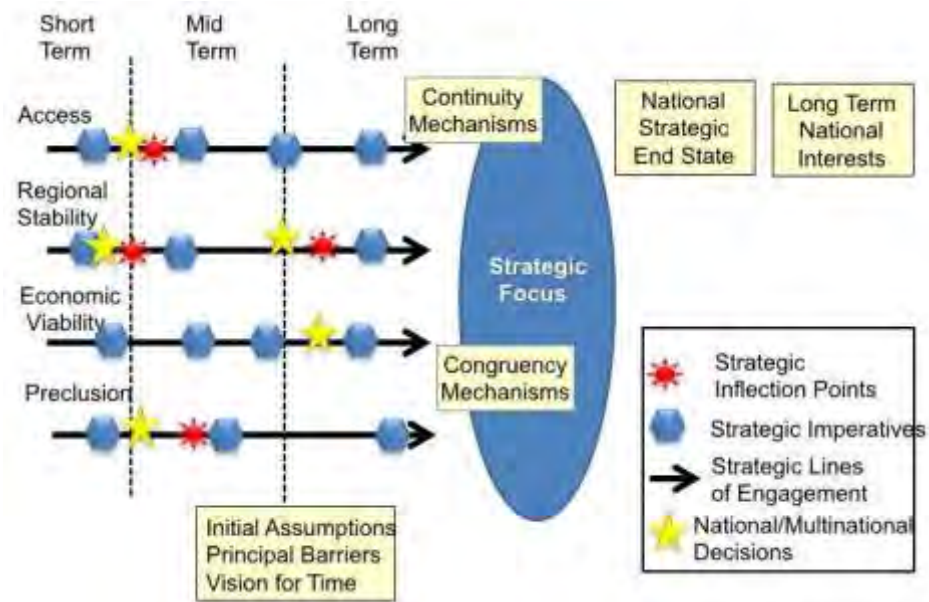 Short
Term
Mid
Term
Long
Term
Access
Regional
Stability
Economic
Viability
Preclusion
Continuity
Mechanisms
Strategic
Focus
Congruency
Mechanisms
National
Strategic
End State
Long Term
National
Interests
Initial Assumptions
Principal Barriers
Vision for Time
Strategic
Inflection Points
Strategic Imperatives
Strategic Lines
of Engagement
National/Multinational
Decisions